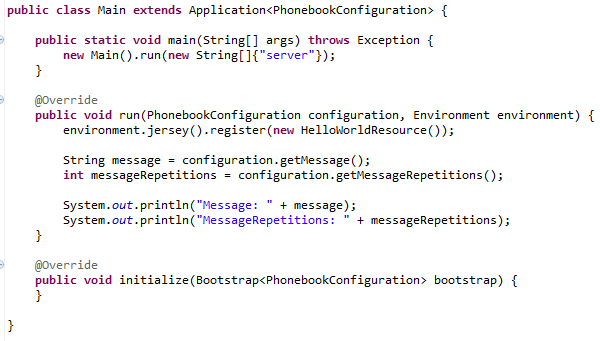 public class Main extends Application<PhonebookConfiguration> {
public static void main(String[] args) throws Exception {
new Main().run(new String[]{"server"});
}
@Override
public void run(PhonebookConfiguration configuration, Environment environment) {
environment.jersey().register(new HelloWorldResource());
String message = configuration.getMessage();
int messageRepetitions = configuration.getMessageRepetitions();
System.out.println("Message: " + message);
System.out.println("MessageRepetitions: " + messageRepetitions);
}
@Override
public void initialize(Bootstrap<PhonebookConfiguration> bootstrap) {
}
}